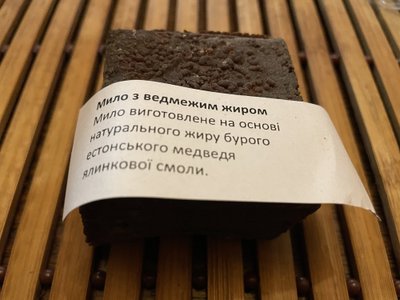 Мило з ведмежим жиром
Мило виготовлене на основі
натурального жиру бурого
естонського медведя
ялинкової смоли.